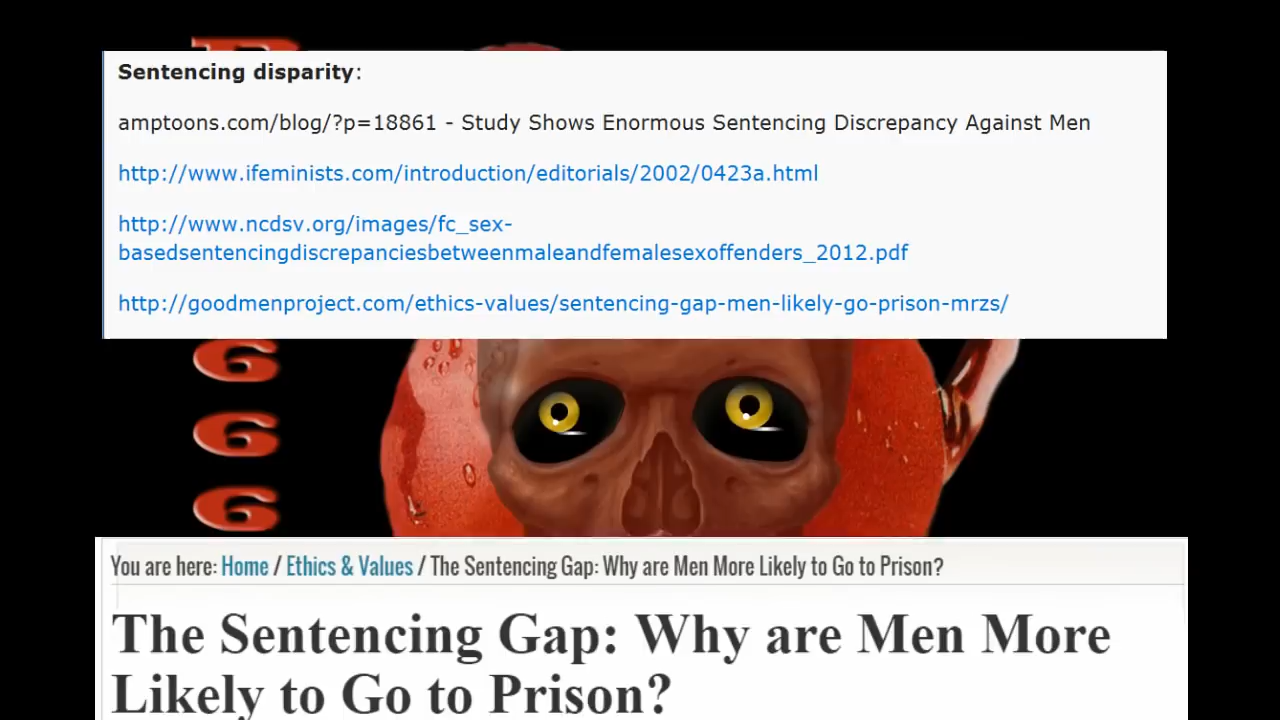 Sentencing disparity:
amptoons.com/blog/?p=18861 - Study Shows Enormous Sentencing Discrepancy Against Men
http://www.ifeminists.com/introduction/editorials/2002/0423a.html
http://www.ncdsv.org/images/fc_sex-
basedsentencingdiscrepanciesbetweenmaleandfemalesexoffenders_2012.pdf
http://goodmenproject.com/ethics-values/sentencing-gap-men-likely-go-prison-mrzs/
6
6
6
You are here: Home / Ethics & Values / The Sentencing Gap: Why are Men More Likely to Go to Prison?
The Sentencing Gap: Why are Men More
Likely to Go to Prison?